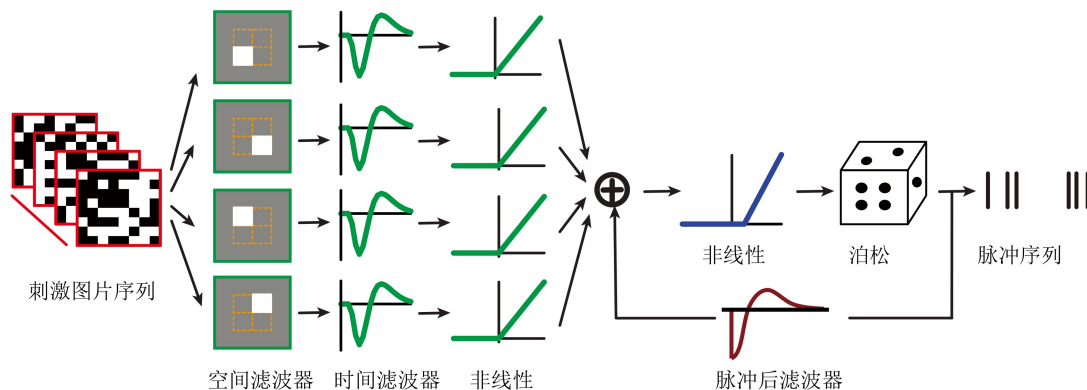 刺激图片序列
空间滤波器
时间滤波器
非线性
非线性
泊松
脉冲序列
脉冲后滤波器